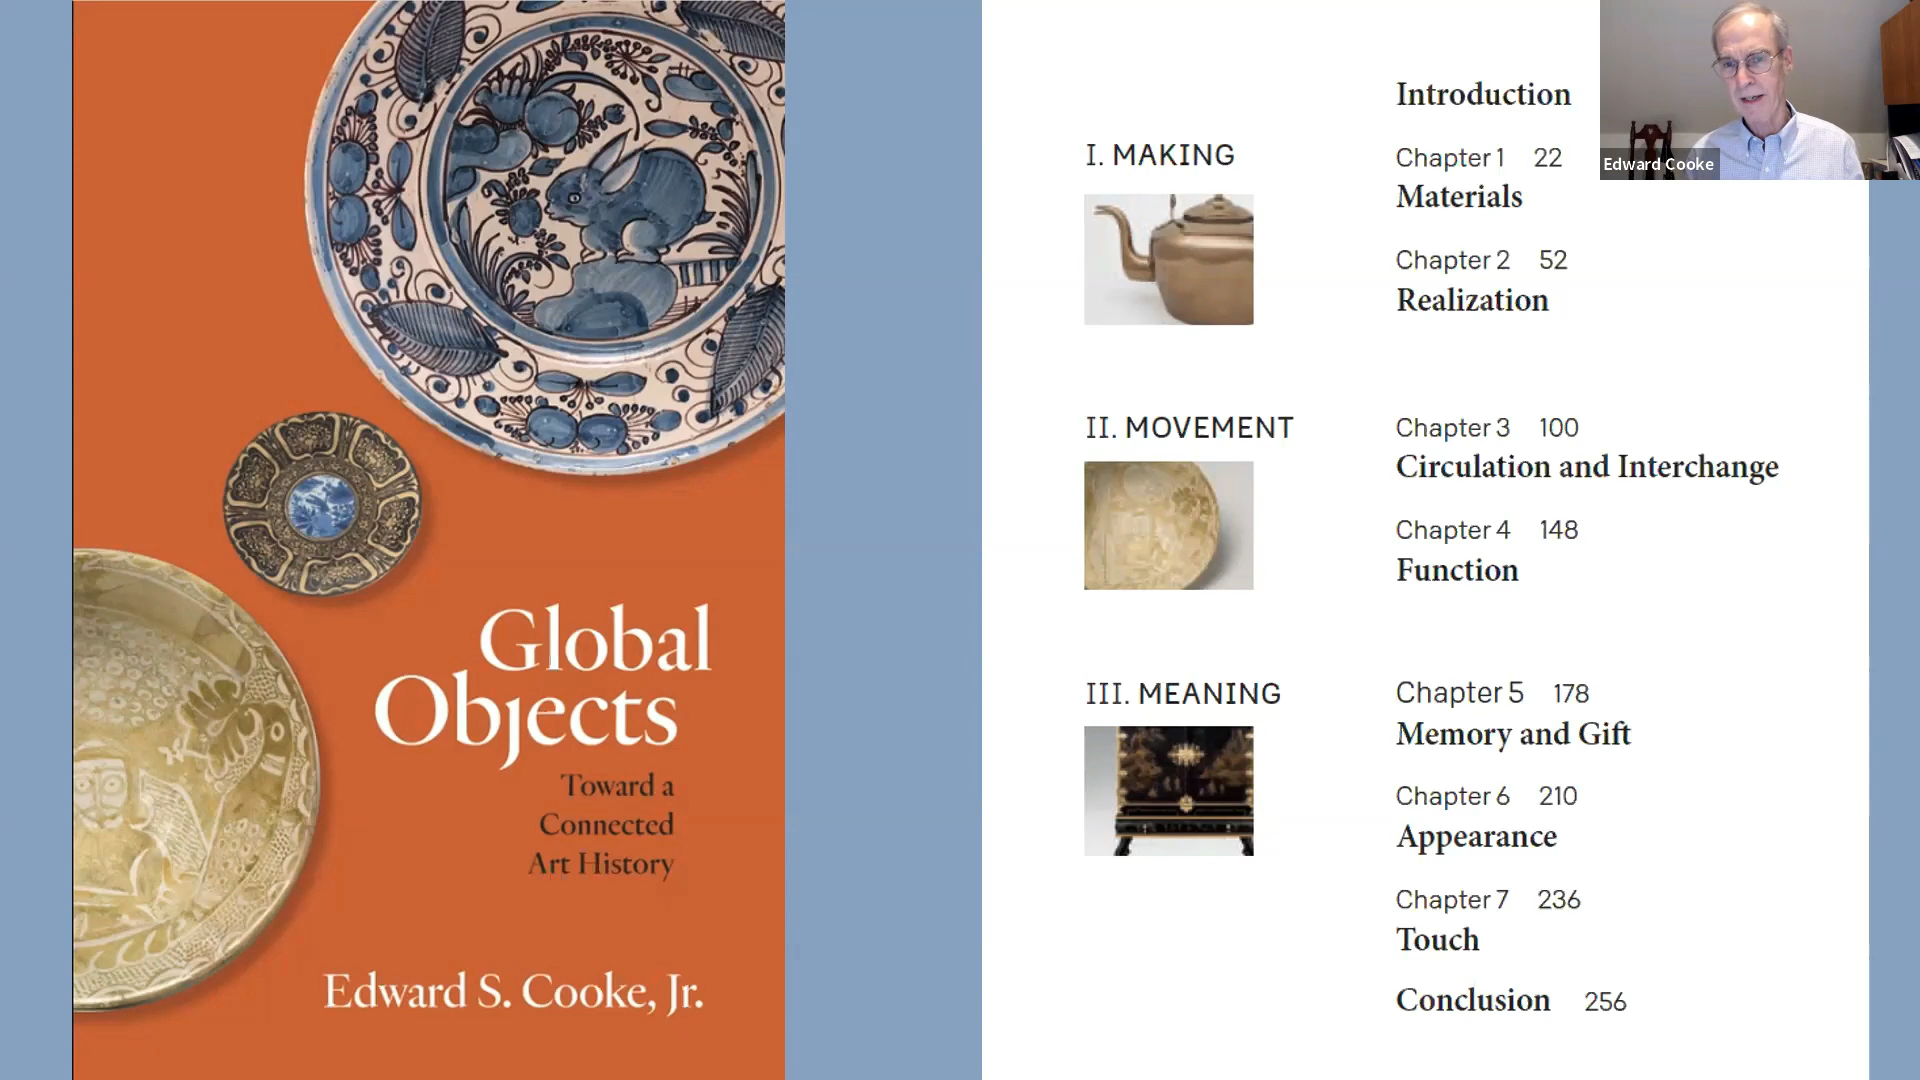 Global
Objects
Toward a
Connected
Art History
Edward S. Cooke, Jr.
Introduction
I. MAKING
Chapter 1 22
Materials
Chapter 2 52
Realization
II. MOVEMENT
Chapter 3 100
Circulation and Interchange
Chapter 4 148
Function
III. MEANING
Chapter 5 178
Memory and Gift
Chapter 6 210
Appearance
Chapter 7 236
Touch
Conclusion 256
Edward Cooke